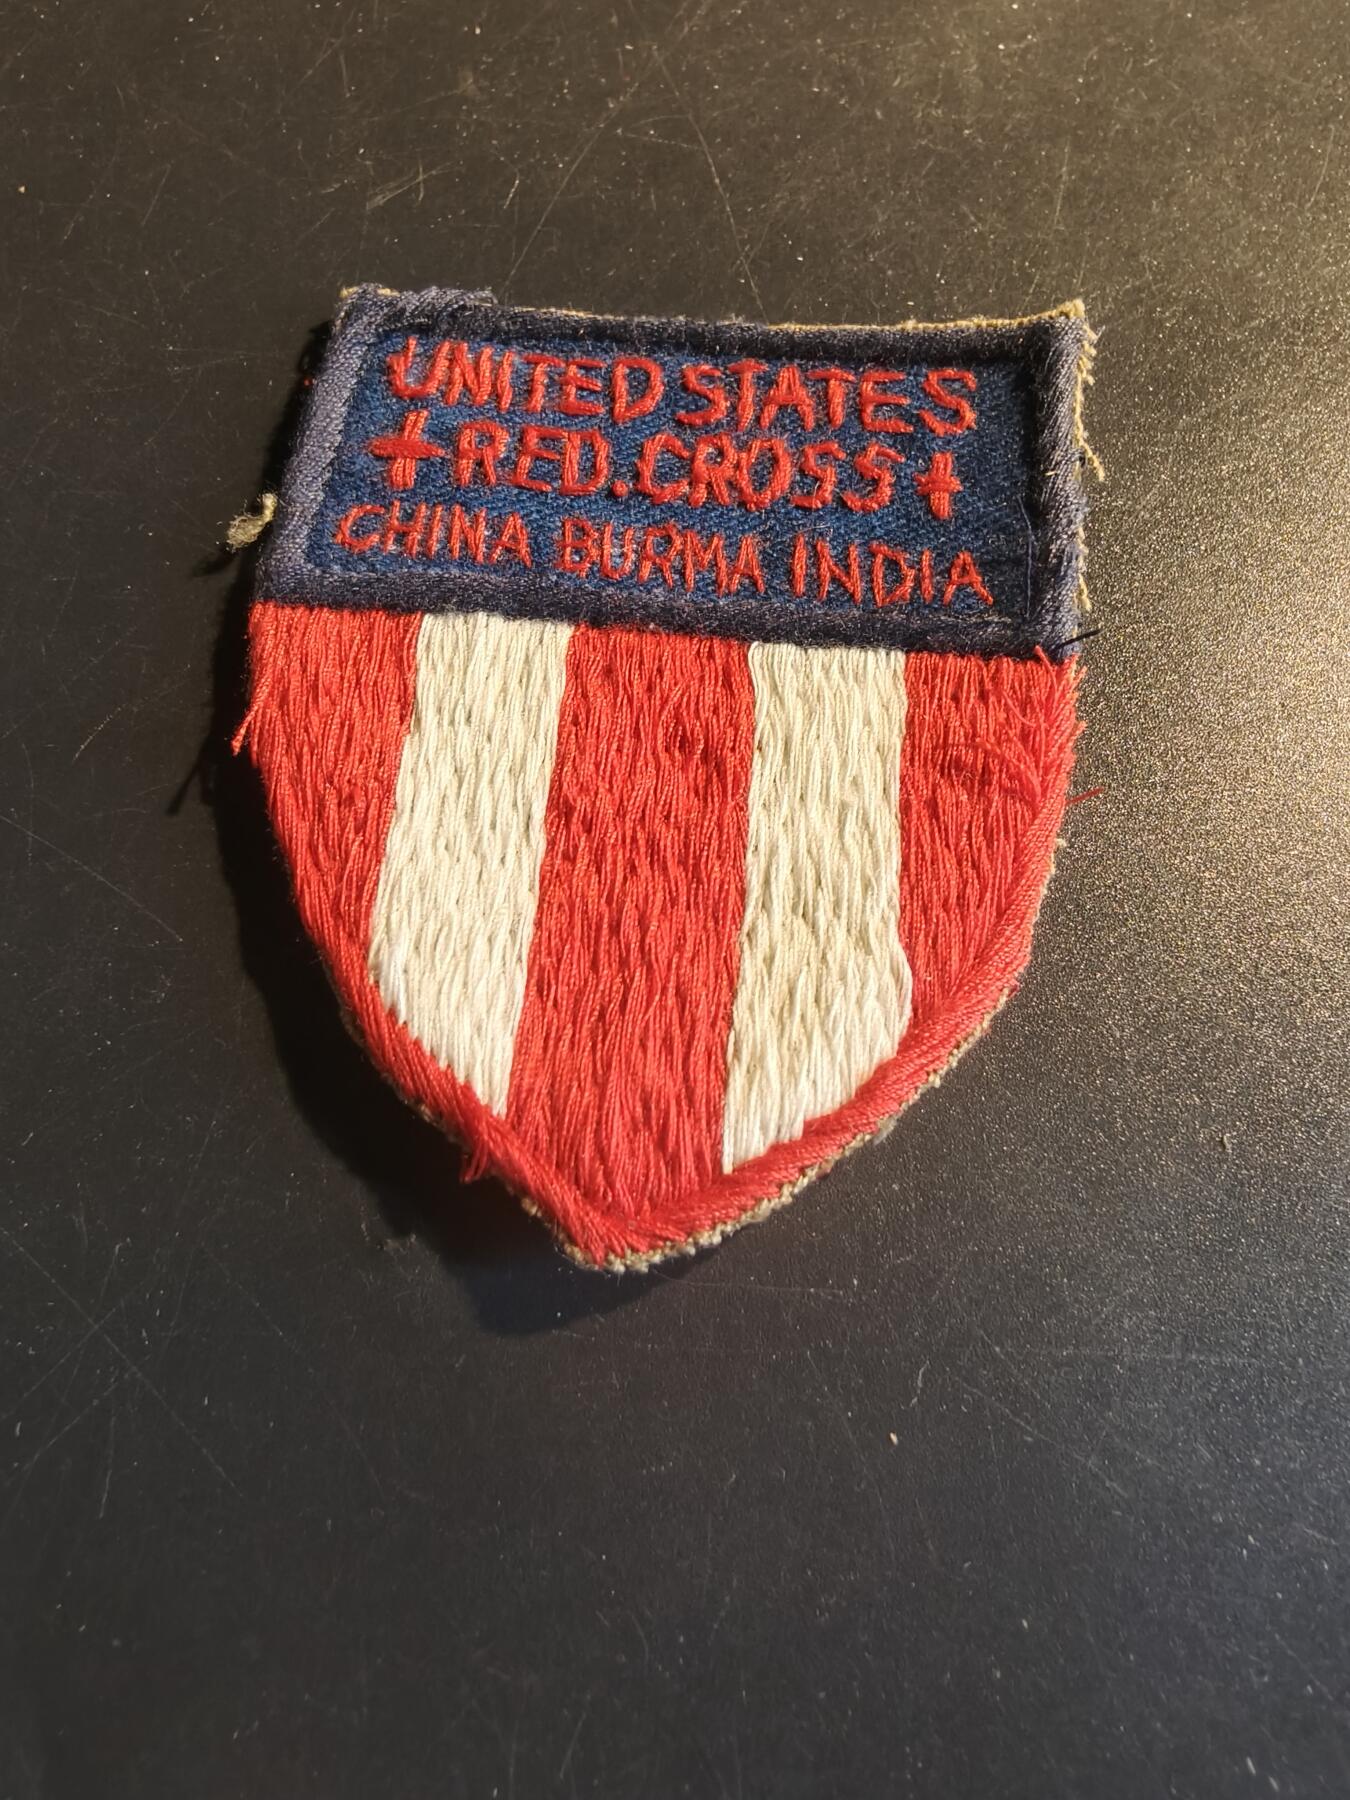 UNITED STATES
+RED.CROSS+
CHINA BURMA INDIA